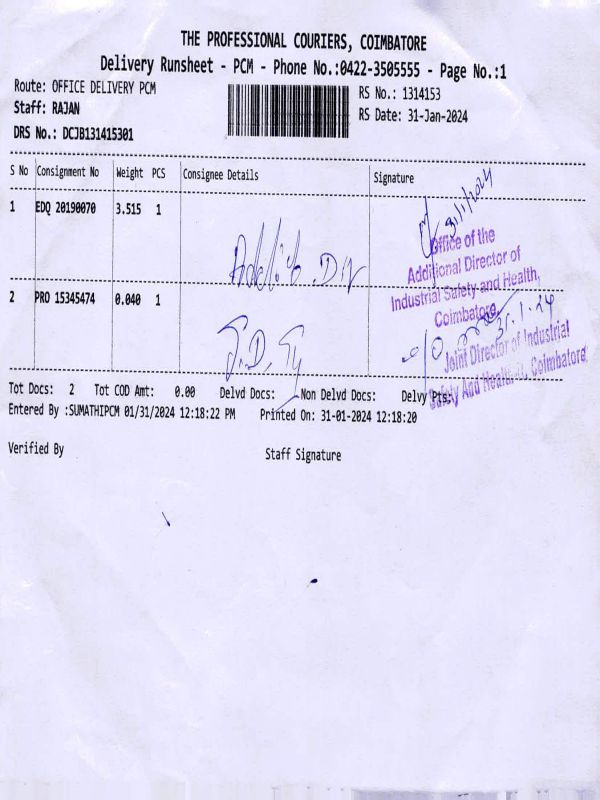 THE PROFESSIONAL COURIERS, COIMBATORE
Delivery Runsheet - PCM - Phone No.:0422-3505555 - Page No.:1
Route: OFFICE DELIVERY PCM
RS No.: 1314153
Staff: RAJAN
RS Date: 31-Jan-2024
DRS No.: DCJB131415301
S No Consignment No Weight PCS Consignee Details Signature
1 EDQ 20190070 3.515 1
31/1/2024
Office of the
Additional Director of
Industrial Safety and Health,
Coimbatore
2 PRO 15345474 0.040 1
31.1.24
Joint Director of Industrial
Safety And Health, Coimbatore
Tot Docs: 2 Tot COD Amt: 0.00 Delvd Docs: Non Delvd Docs: Delvy Pts:
Entered By :SUMATHIPCM 01/31/2024 12:18:22 PM Printed On: 31-01-2024 12:18:20
Verified By Staff Signature